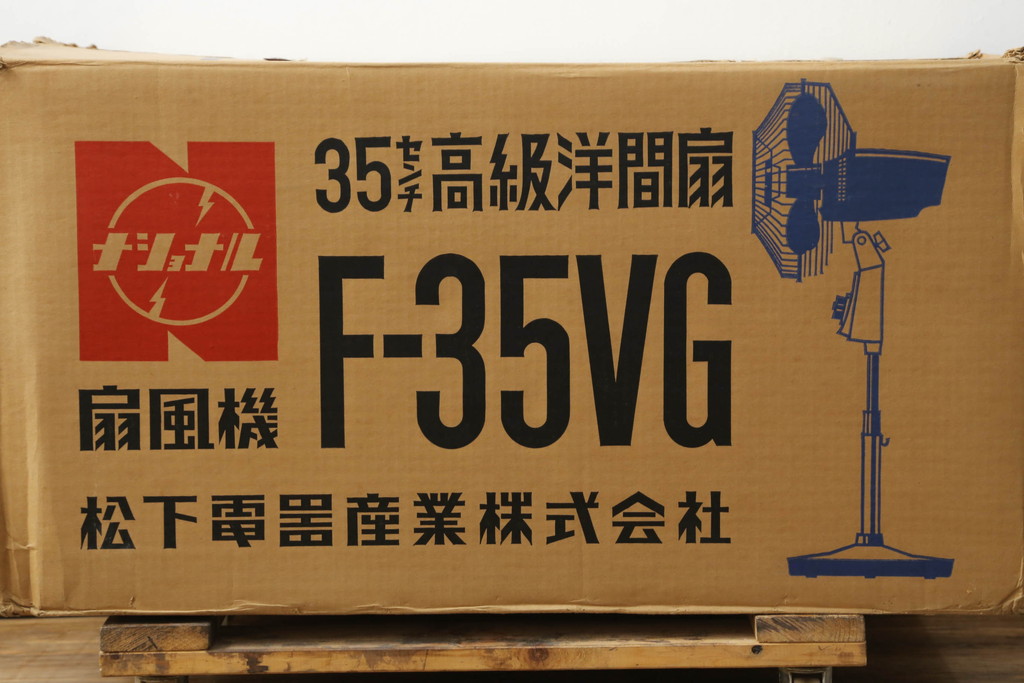 ナショナル
扇風機
35センチ高級洋間扇
F-35VG
松下電器産業株式会社